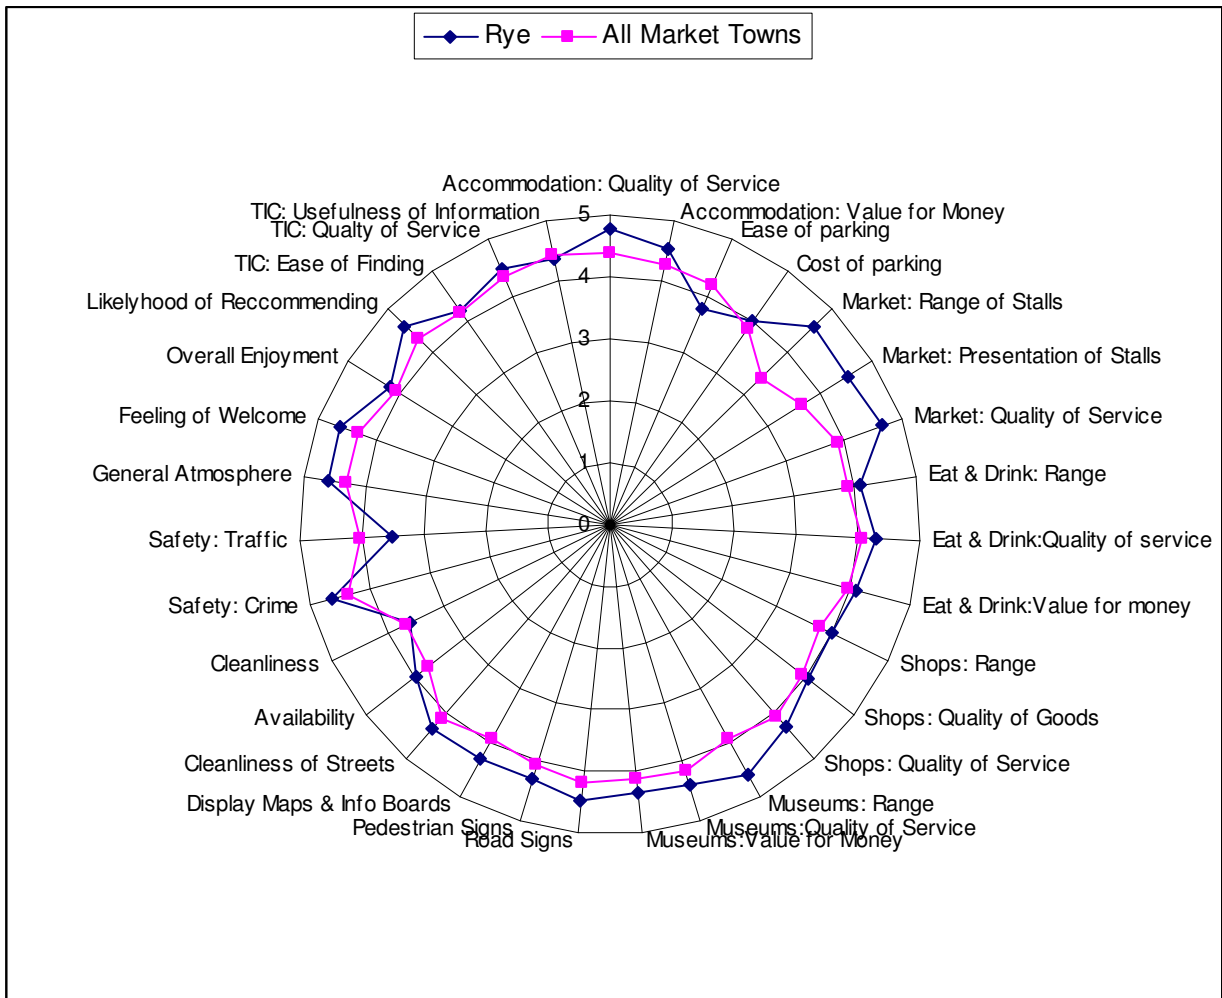 Rye All Market Towns
Accommodation: Quality of Service
Accommodation: Value for Money
Ease of parking
Cost of parking
Market: Range of Stalls
Market: Presentation of Stalls
Market: Quality of Service
Eat & Drink: Range
Eat & Drink:Quality of service
Eat & Drink:Value for money
Shops: Range
Shops: Quality of Goods
Shops: Quality of Service
Museums: Range
Museums:Quality of Service
Museums:Value for Money
Road Signs
Pedestrian Signs
Display Maps & Info Boards
Cleanliness of Streets
Availability
Cleanliness
Safety: Crime
Safety: Traffic
General Atmosphere
Feeling of Welcome
Overall Enjoyment
Likelyhood of Reccommending
TIC: Ease of Finding
TIC: Qualty of Service
TIC: Usefulness of Information
5
4
3
2
1
0